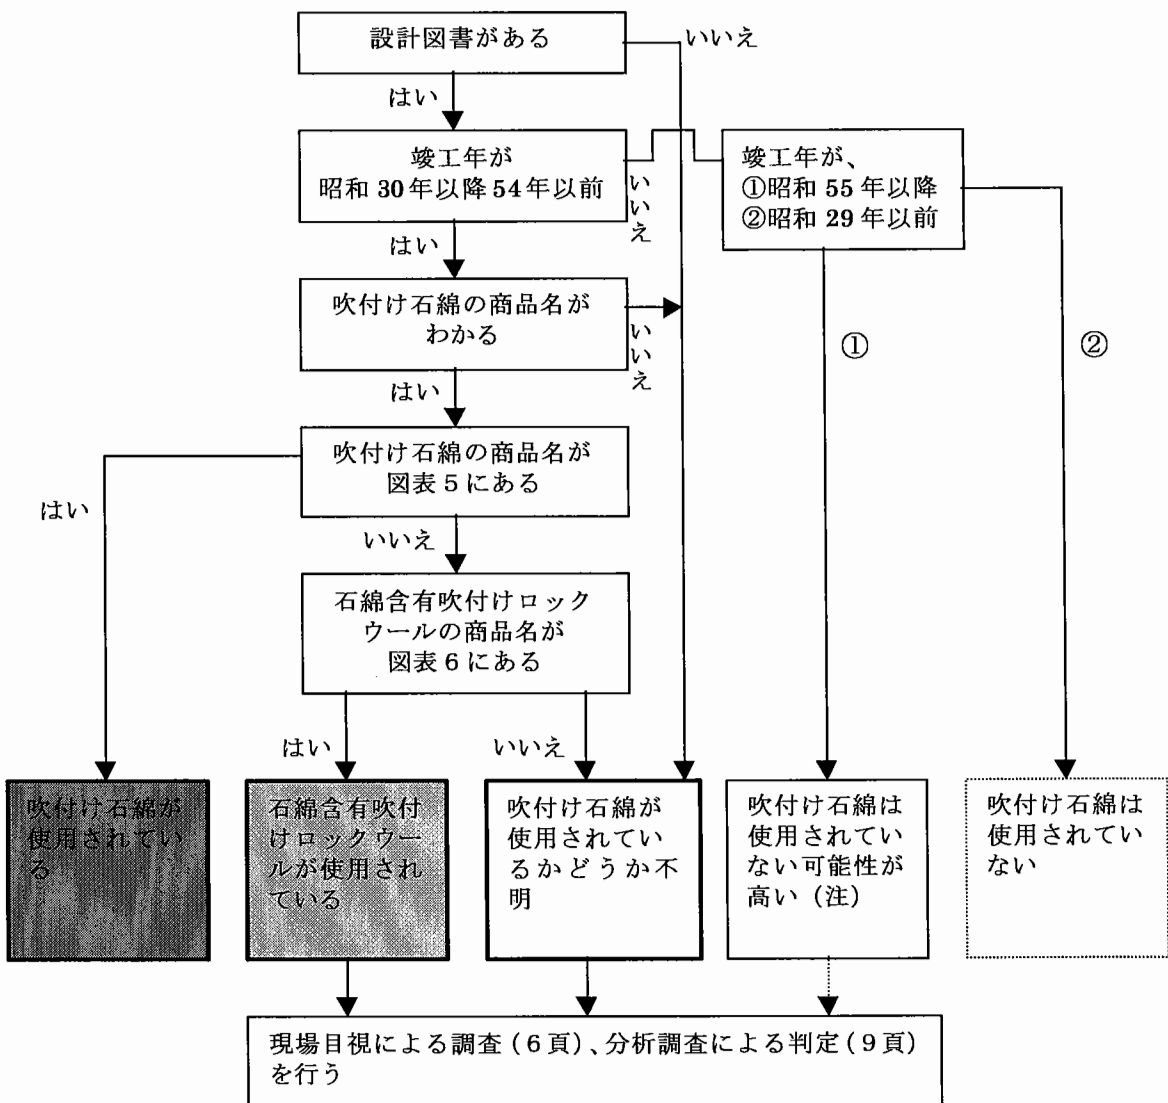 設計図書がある
いいえ
はい
竣工年が
昭和 30 年以降 54 年以前
いいえ
竣工年が、
①昭和 55 年以降
②昭和 29 年以前
はい
吹付け石綿の商品名が
わかる
いいえ
①
②
はい
吹付け石綿の商品名が
図表 5 にある
はい
いいえ
石綿含有吹付けロック
ウールの商品名が
図表 6 にある
はい
いいえ
吹付け石綿が
使用されてい
る
石綿含有吹付
けロックウー
ルが使用され
ている
吹付け石綿が
使用されてい
るかどうか不
明
吹付け石綿は
使用されてい
ない可能性が
高い（注）
吹付け石綿は
使用されてい
ない
現場目視による調査（6 頁）、分析調査による判定（9 頁）
を行う